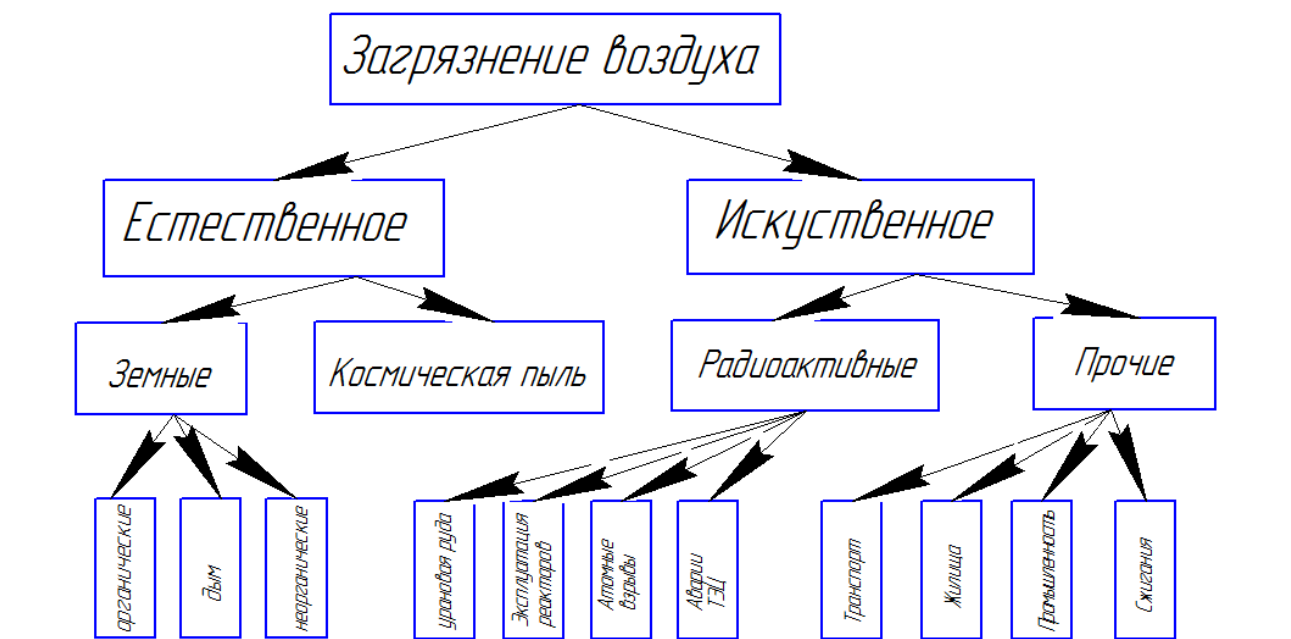 Загрязнение воздуха
Естественное
Искуственное
Земные
Космическая пыль
Радиоактивные
Прочие
органические
дым
неорганические
урановая руда
Эксплуатация
реакторов
Атомные
взрывы
Аварии
ТЭЦ
Транспорт
Жилища
Промышленность
Сжигания